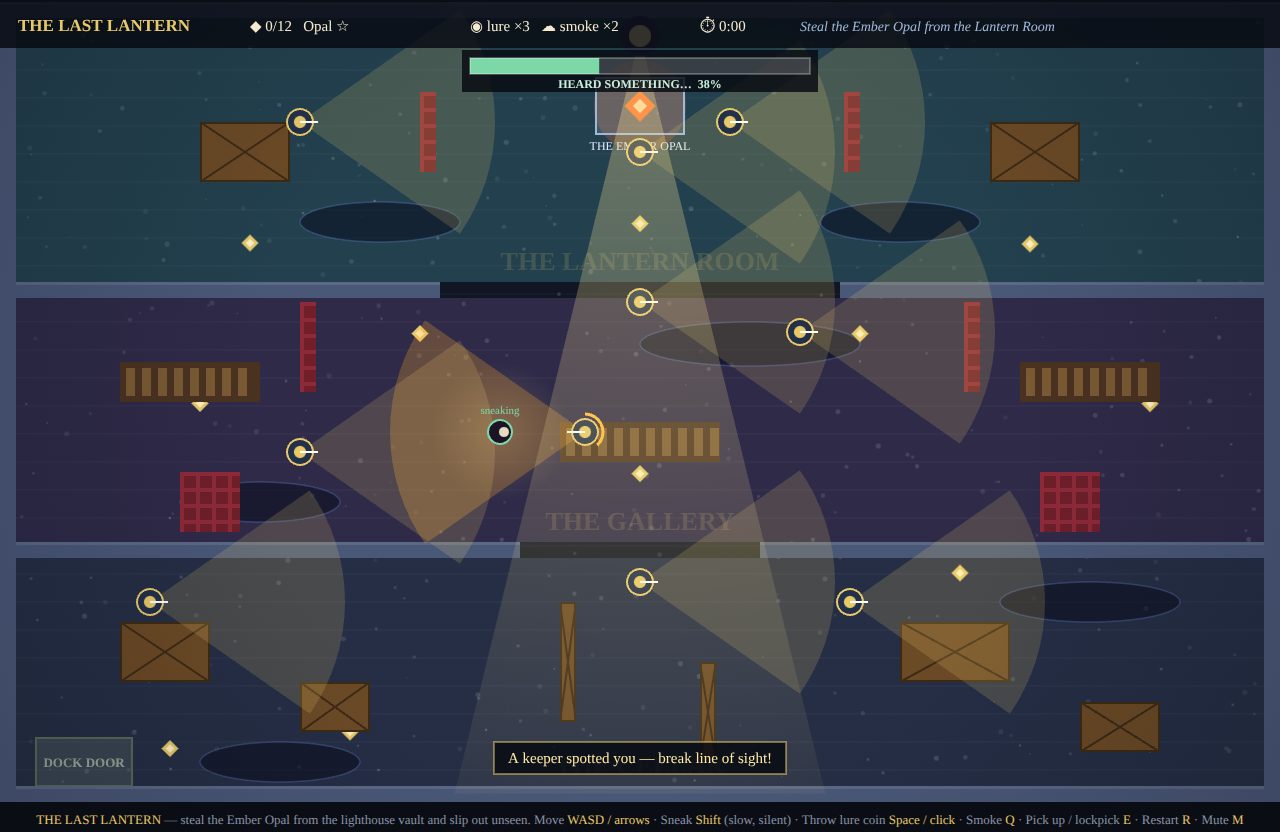 THE LAST LANTERN ◆ 0/12 Opal ☆ ◉ lure ×3 ☁ smoke ×2 ⏱ 0:00 Steal the Ember Opal from the Lantern Room
HEARD SOMETHING… 38%
THE EMBER OPAL
THE LANTERN ROOM
sneaking
THE GALLERY
A keeper spotted you — break line of sight!
DOCK DOOR
THE LAST LANTERN — steal the Ember Opal from the lighthouse vault and slip out unseen. Move WASD / arrows · Sneak Shift (slow, silent) · Throw lure coin Space / click · Smoke Q · Pick up / lockpick E · Restart R · Mute M